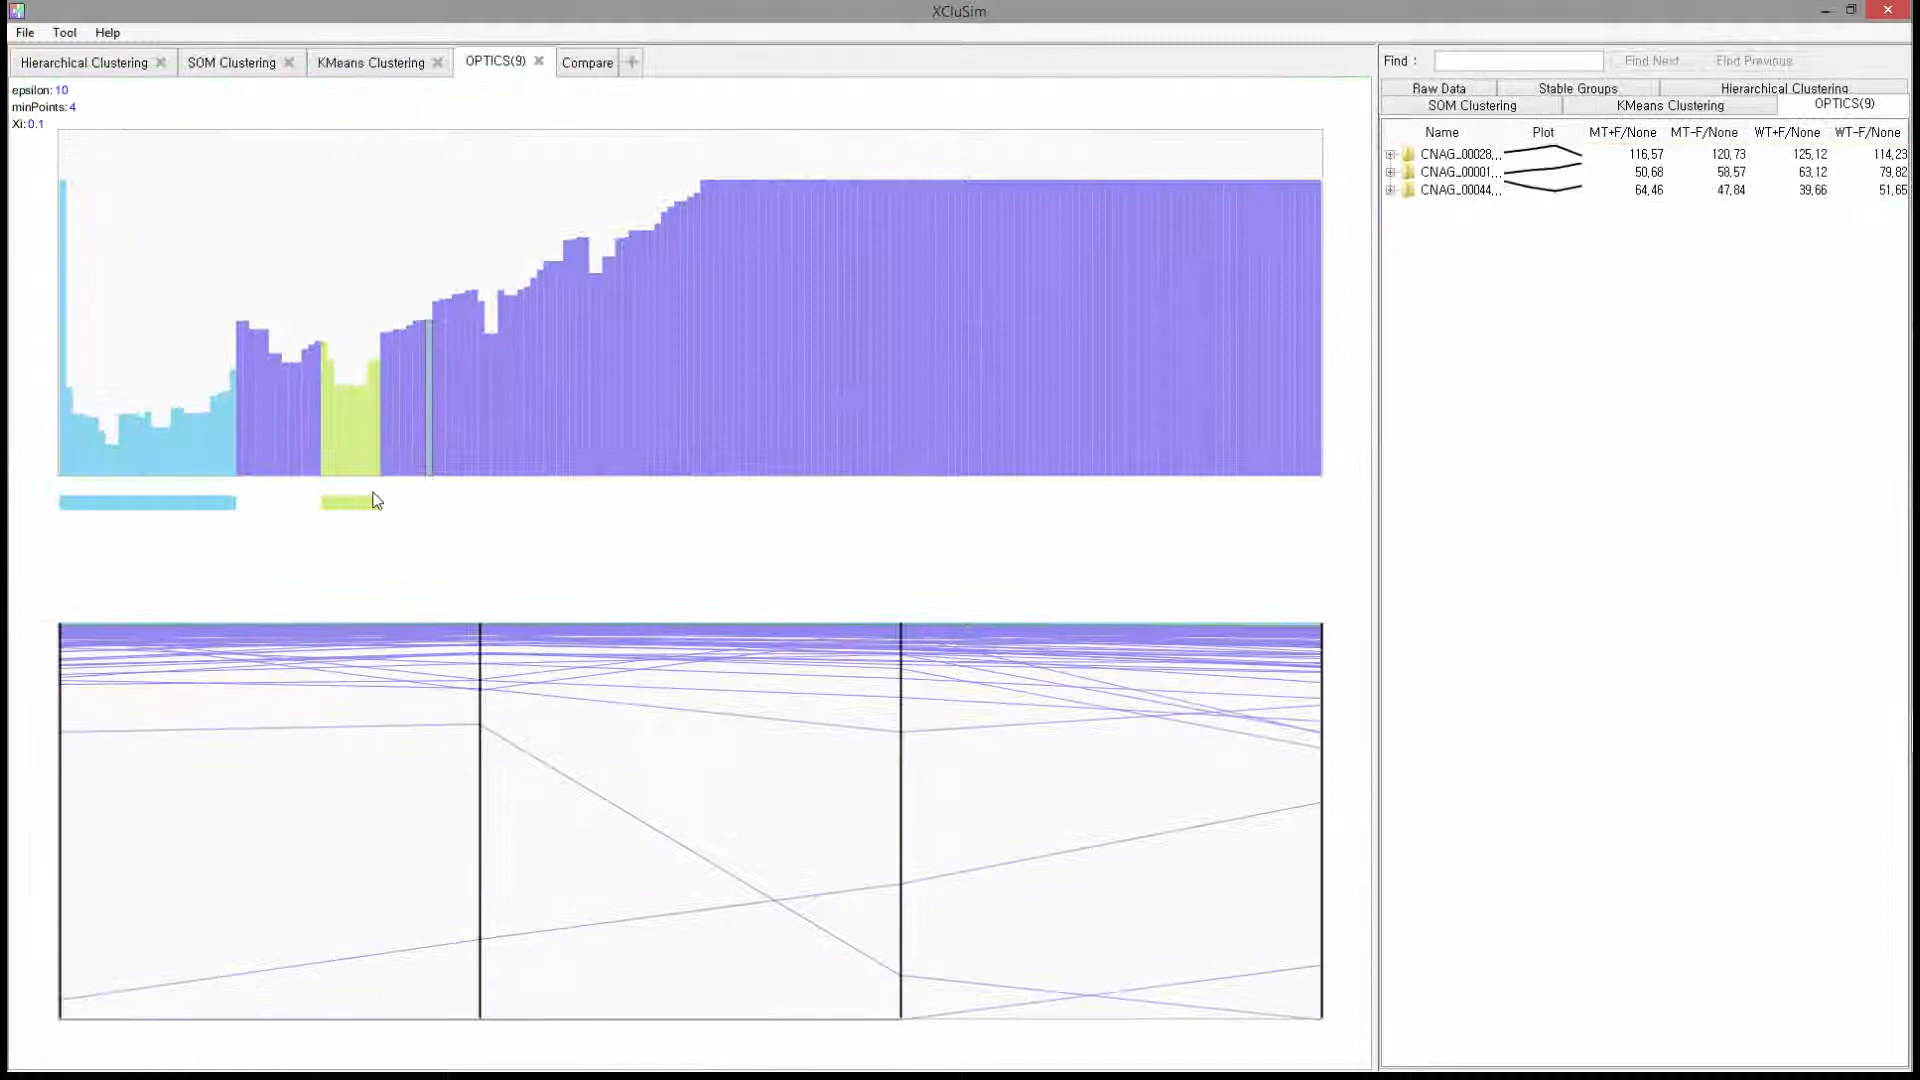 XCluSim
File Tool Help
Hierarchical Clustering SOM Clustering KMeans Clustering OPTICS(9) Compare +
epsilon: 10
minPoints: 4
Xi: 0.1
Find : Find Next Find Previous
Raw Data Stable Groups Hierarchical Clustering
SOM Clustering KMeans Clustering OPTICS(9)
Name Plot MT+F/None MT-F/None WT+F/None WT-F/None
CNAG_00028... 116,57 120,73 125,12 114,23
CNAG_00001... 50,68 58,57 63,12 79,82
CNAG_00044... 64,46 47,84 39,66 51,65